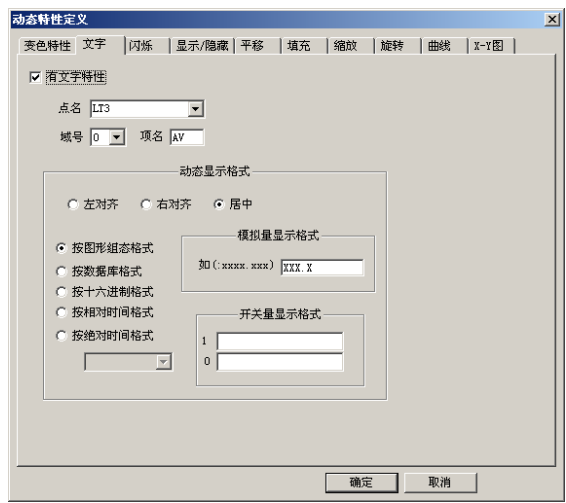 动态特性定义
变色特性 文字 闪烁 显示/隐藏 平移 填充 缩放 旋转 曲线 X-Y图
有文字特性
点名 LT3
域号 0 项名 AV
动态显示格式
左对齐 右对齐 居中
模拟量显示格式
按图形组态格式
如(:xxxx.xxx) XXX.X
按数据库格式
按十六进制格式
按相对时间格式
开关量显示格式
按绝对时间格式
1
0
确定 取消